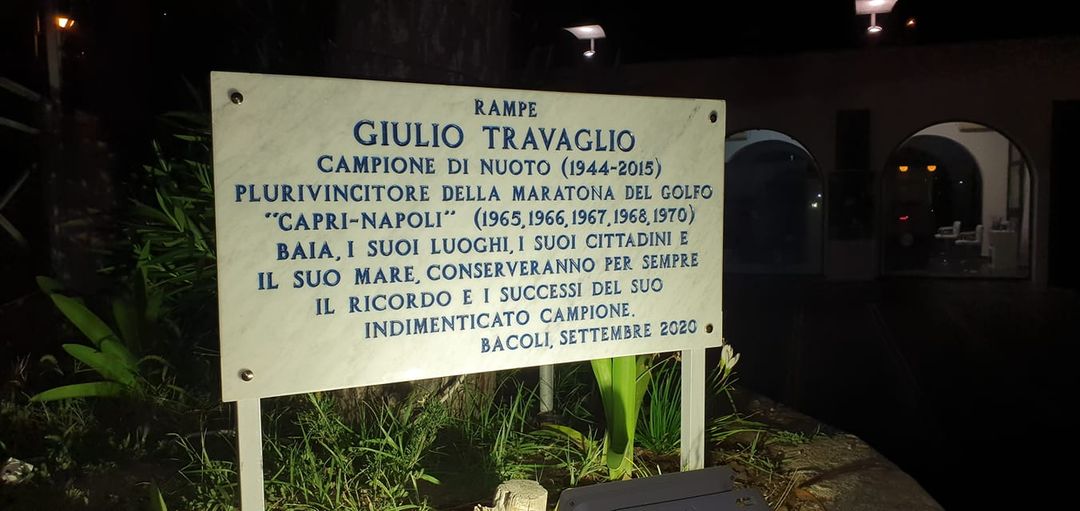 RAMPE
GIULIO TRAVAGLIO
CAMPIONE DI NUOTO (1944-2015)
PLURIVINCITORE DELLA MARATONA DEL GOLFO
"CAPRI-NAPOLI" (1965,1966,1967,1968,1970)
BAIA, I SUOI LUOGHI, I SUOI CITTADINI E
IL SUO MARE, CONSERVERANNO PER SEMPRE
IL RICORDO E I SUCCESSI DEL SUO
INDIMENTICATO CAMPIONE.
BACOLI, SETTEMBRE 2020